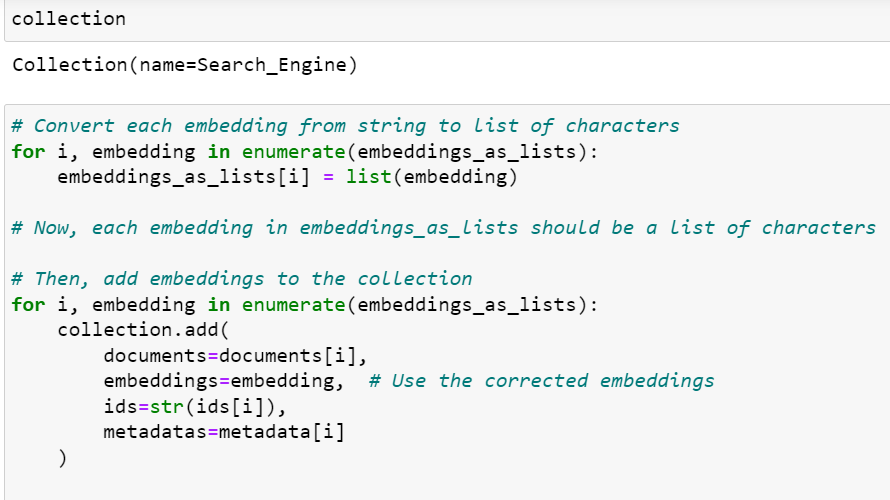 collection
Collection(name=Search_Engine)
# Convert each embedding from string to list of characters
for i, embedding in enumerate(embeddings_as_lists):
    embeddings_as_lists[i] = list(embedding)
# Now, each embedding in embeddings_as_lists should be a list of characters
# Then, add embeddings to the collection
for i, embedding in enumerate(embeddings_as_lists):
    collection.add(
        documents=documents[i],
        embeddings=embedding,  # Use the corrected embeddings
        ids=str(ids[i]),
        metadatas=metadata[i]
    )